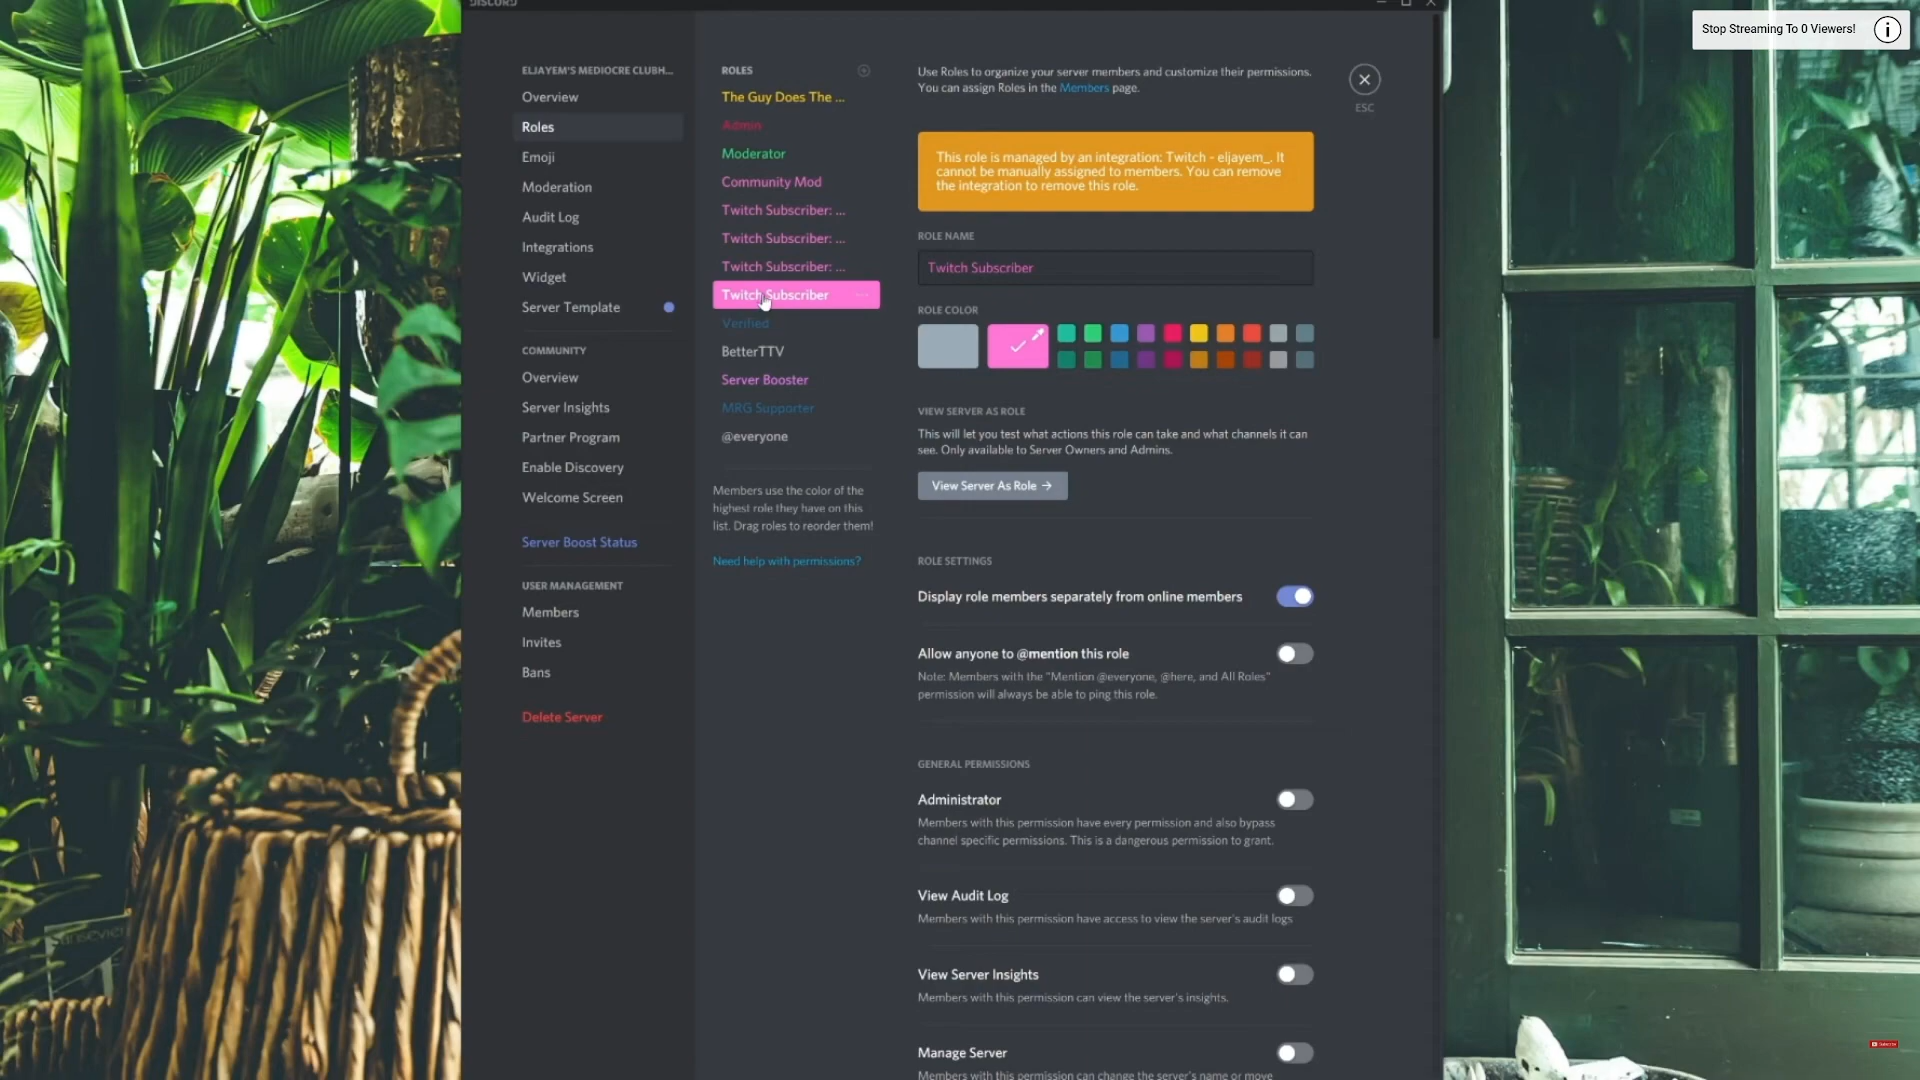 DISCORD
Stop Streaming To 0 Viewers!
ELJAYEM'S MEDIOCRE CLUBH...
Overview
Roles
Emoji
Moderation
Audit Log
Integrations
Widget
Server Template
COMMUNITY
Overview
Server Insights
Partner Program
Enable Discovery
Welcome Screen
Server Boost Status
USER MANAGEMENT
Members
Invites
Bans
Delete Server
ROLES
The Guy Does The ...
Admin
Moderator
Community Mod
Twitch Subscriber: ...
Twitch Subscriber: ...
Twitch Subscriber: ...
Twitch Subscriber
Verified
BetterTTV
Server Booster
MRG Supporter
@everyone
Members use the color of the
highest role they have on this
list. Drag roles to reorder them!
Need help with permissions?
Use Roles to organize your server members and customize their permissions.
You can assign Roles in the Members page.
ESC
This role is managed by an integration: Twitch - eljayem_. It
cannot be manually assigned to members. You can remove
the integration to remove this role.
ROLE NAME
Twitch Subscriber
ROLE COLOR
VIEW SERVER AS ROLE
This will let you test what actions this role can take and what channels it can
see. Only available to Server Owners and Admins.
View Server As Role →
ROLE SETTINGS
Display role members separately from online members
Allow anyone to @mention this role
Note: Members with the "Mention @everyone, @here, and All Roles"
permission will always be able to ping this role.
GENERAL PERMISSIONS
Administrator
Members with this permission have every permission and also bypass
channel specific permissions. This is a dangerous permission to grant.
View Audit Log
Members with this permission have access to view the server's audit logs
View Server Insights
Members with this permission can view the server's insights.
Manage Server
Members with this permission can change the server's name or move